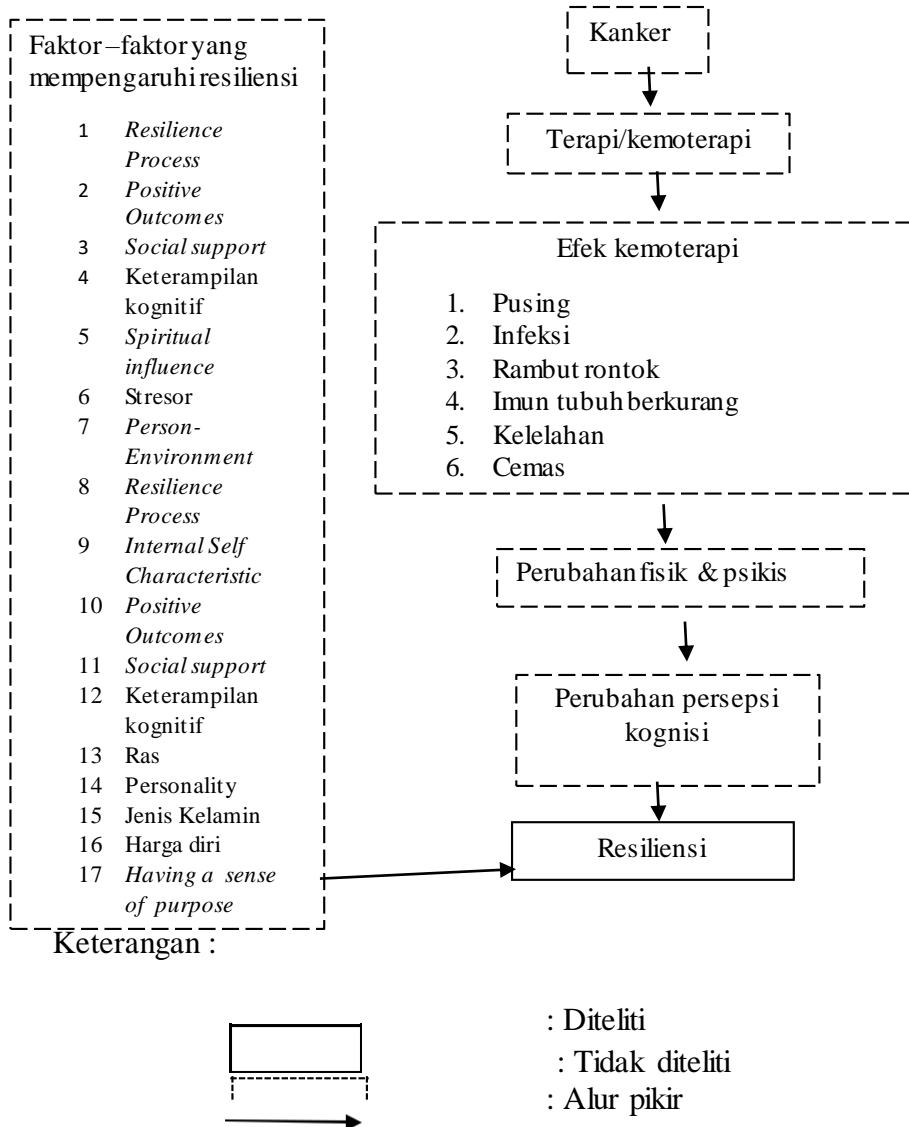 Faktor–faktor yang
mempengaruhi resiliensi
1 Resilience
Process
2 Positive
Outcomes
3 Social support
4 Keterampilan
kognitif
5 Spiritual
influence
6 Stresor
7 Person-
Environment
8 Resilience
Process
9 Internal Self
Characteristic
10 Positive
Outcomes
11 Social support
12 Keterampilan
kognitif
13 Ras
14 Personality
15 Jenis Kelamin
16 Harga diri
17 Having a sense
of purpose
Kanker
Terapi/kemoterapi
Efek kemoterapi
1. Pusing
2. Infeksi
3. Rambut rontok
4. Imun tubuh berkurang
5. Kelelahan
6. Cemas
Perubahan fisik & psikis
Perubahan persepsi
kognisi
Resiliensi
Keterangan :
: Diteliti
: Tidak diteliti
: Alur pikir